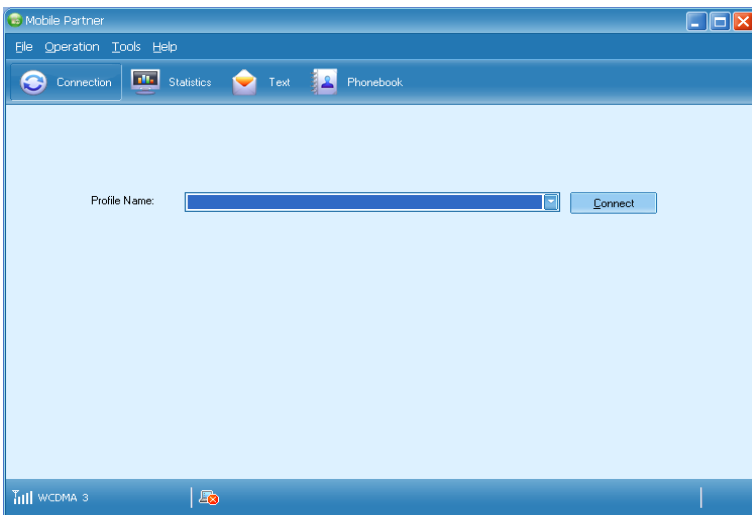 Mobile Partner
File Operation Tools Help
Connection Statistics Text Phonebook
Profile Name: Connect
WCDMA 3